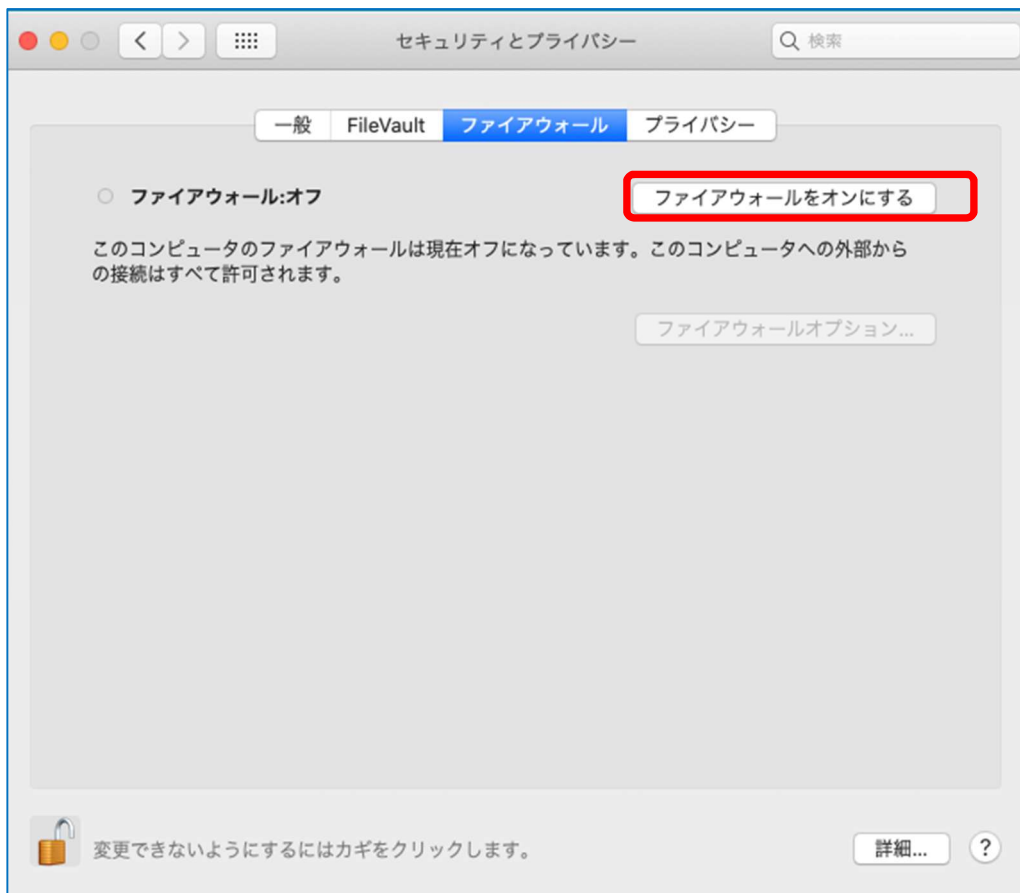 セキュリティとプライバシー
検索
一般
FileVault
ファイアウォール
プライバシー
ファイアウォール:オフ
ファイアウォールをオンにする
このコンピュータのファイアウォールは現在オフになっています。このコンピュータへの外部から
の接続はすべて許可されます。
ファイアウォールオプション...
変更できないようにするにはカギをクリックします。
詳細...
?